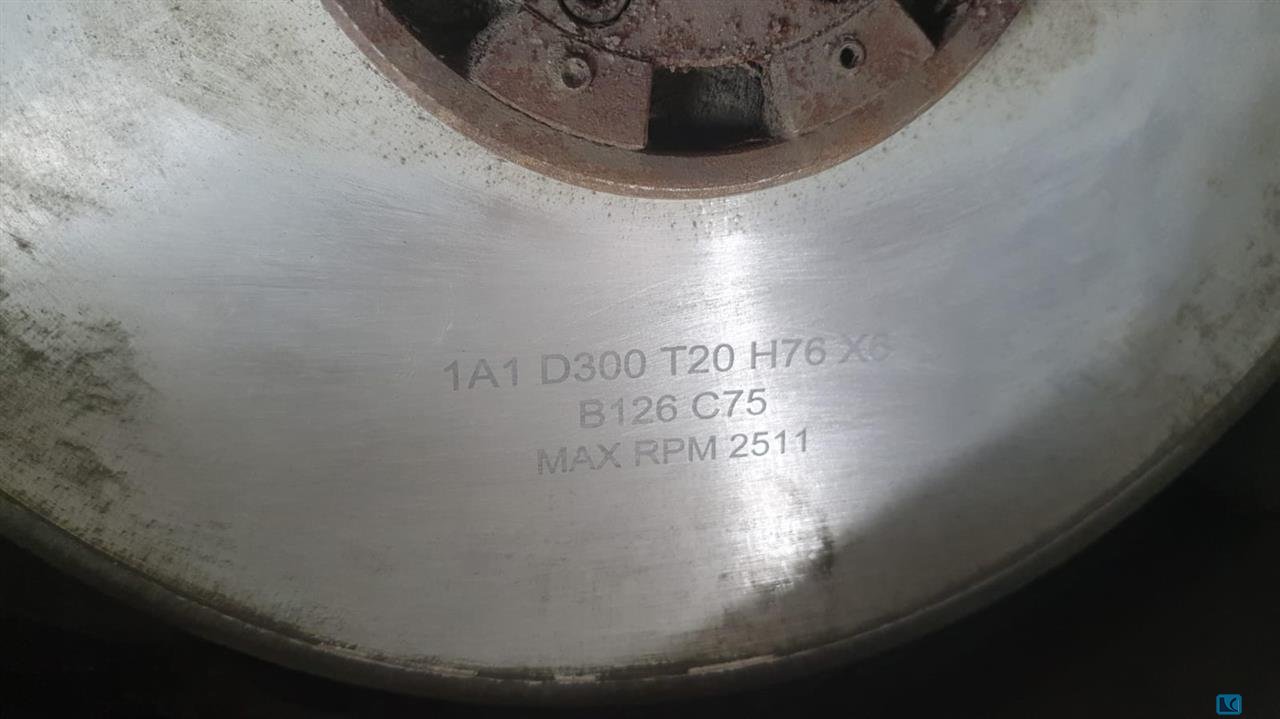 1A1 D300 T20 H76 X6
B126 C75
MAX RPM 2511